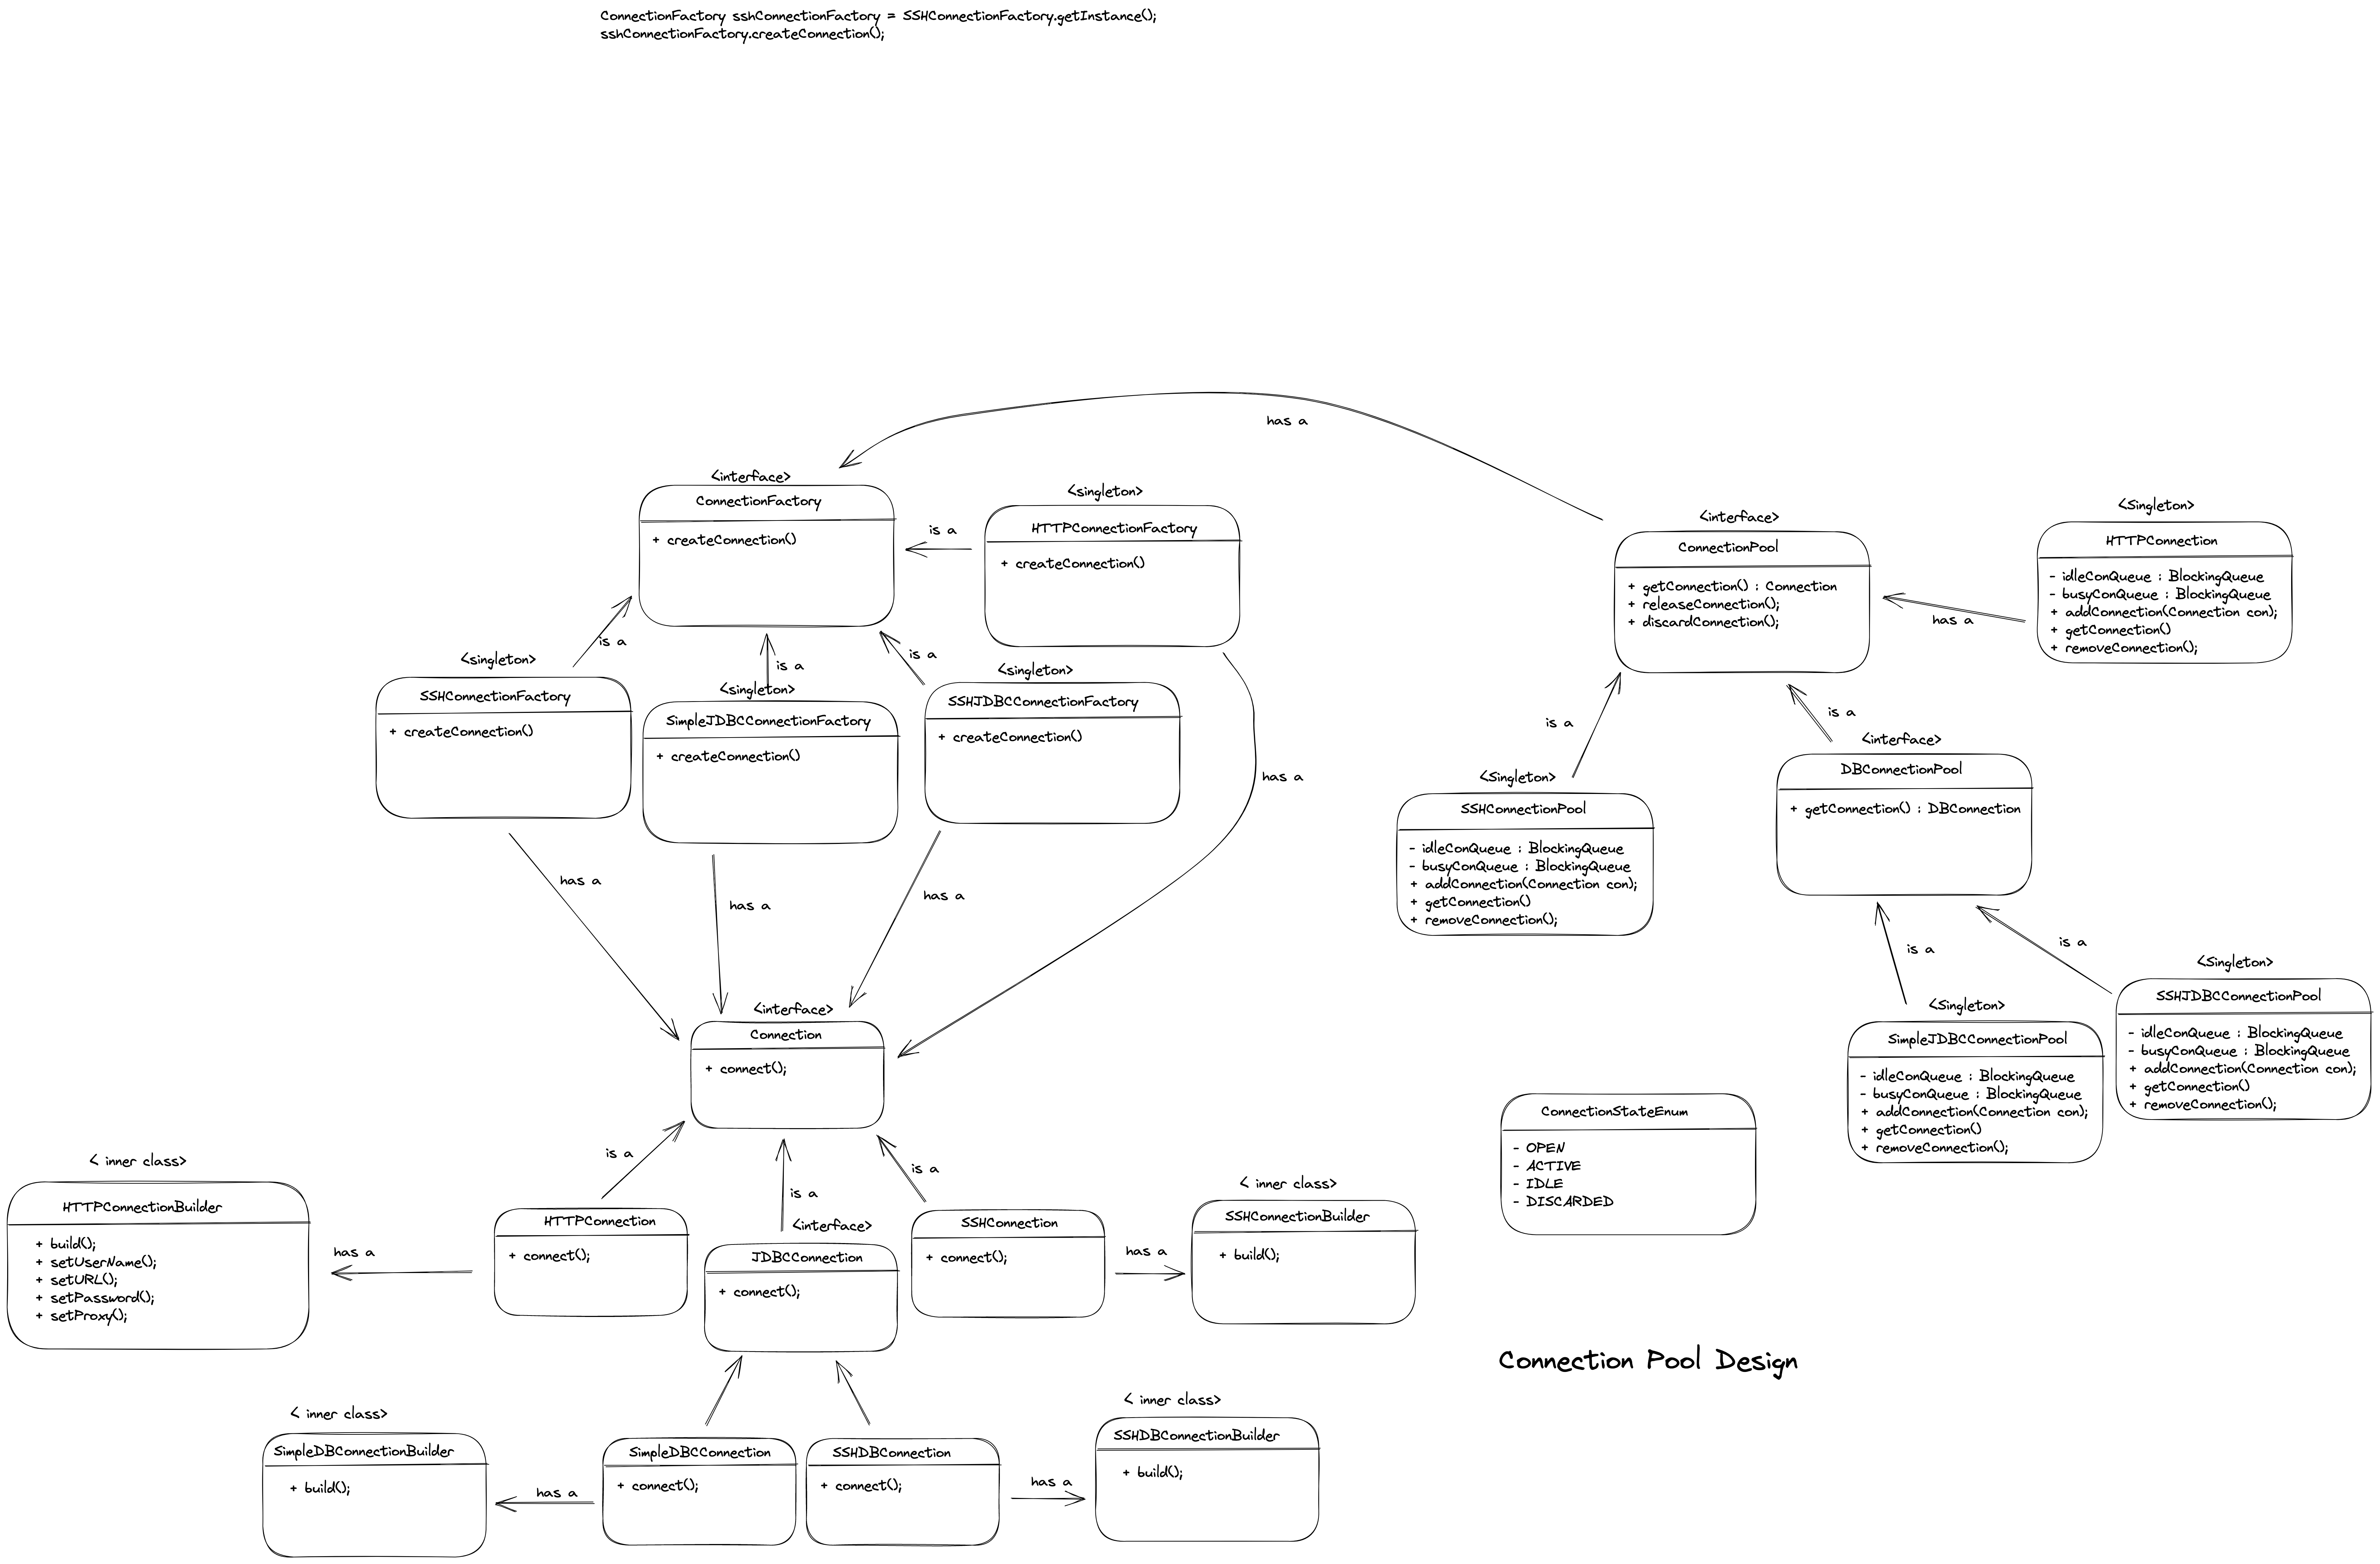 ConnectionFactory sshConnectionFactory = SSHConnectionFactory.getInstance();
sshConnectionFactory.createConnection();
has a
<interface>
ConnectionFactory
+ createConnection()
is a
<singleton>
HTTPConnectionFactory
+ createConnection()
is a
<singleton>
SSHConnectionFactory
+ createConnection()
is a
<singleton>
SimpleJDBCConnectionFactory
+ createConnection()
is a
<singleton>
SSHJDBCConnectionFactory
+ createConnection()
has a
has a
has a
has a
<interface>
Connection
+ connect();
is a
is a
is a
< inner class>
HTTPConnectionBuilder
+ build();
+ setUserName();
+ setURL();
+ setPassword();
+ setProxy();
has a
HTTPConnection
+ connect();
<interface>
JDBCConnection
+ connect();
SSHConnection
+ connect();
has a
< inner class>
SSHConnectionBuilder
+ build();
< inner class>
SimpleDBConnectionBuilder
+ build();
has a
SimpleDBCConnection
+ connect();
SSHDBConnection
+ connect();
has a
< inner class>
SSHDBConnectionBuilder
+ build();
<interface>
ConnectionPool
+ getConnection() : Connection
+ releaseConnection();
+ discardConnection();
has a
<Singleton>
HTTPConnection
- idleConQueue : BlockingQueue
- busyConQueue : BlockingQueue
+ addConnection(Connection con);
+ getConnection()
+ removeConnection();
is a
<Singleton>
SSHConnectionPool
- idleConQueue : BlockingQueue
- busyConQueue : BlockingQueue
+ addConnection(Connection con);
+ getConnection()
+ removeConnection();
is a
<interface>
DBConnectionPool
+ getConnection() : DBConnection
is a
is a
<Singleton>
SimpleJDBCConnectionPool
- idleConQueue : BlockingQueue
- busyConQueue : BlockingQueue
+ addConnection(Connection con);
+ getConnection()
+ removeConnection();
<Singleton>
SSHJDBCConnectionPool
- idleConQueue : BlockingQueue
- busyConQueue : BlockingQueue
+ addConnection(Connection con);
+ getConnection()
+ removeConnection();
ConnectionStateEnum
- OPEN
- ACTIVE
- IDLE
- DISCARDED
Connection Pool Design